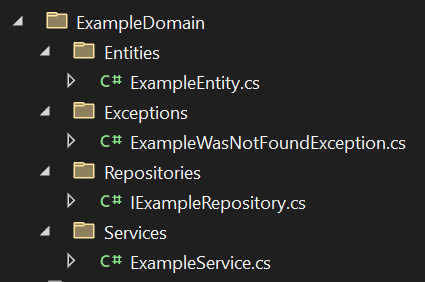 ExampleDomain
Entities
C# ExampleEntity.cs
Exceptions
C# ExampleWasNotFoundException.cs
Repositories
C# IExampleRepository.cs
Services
C# ExampleService.cs